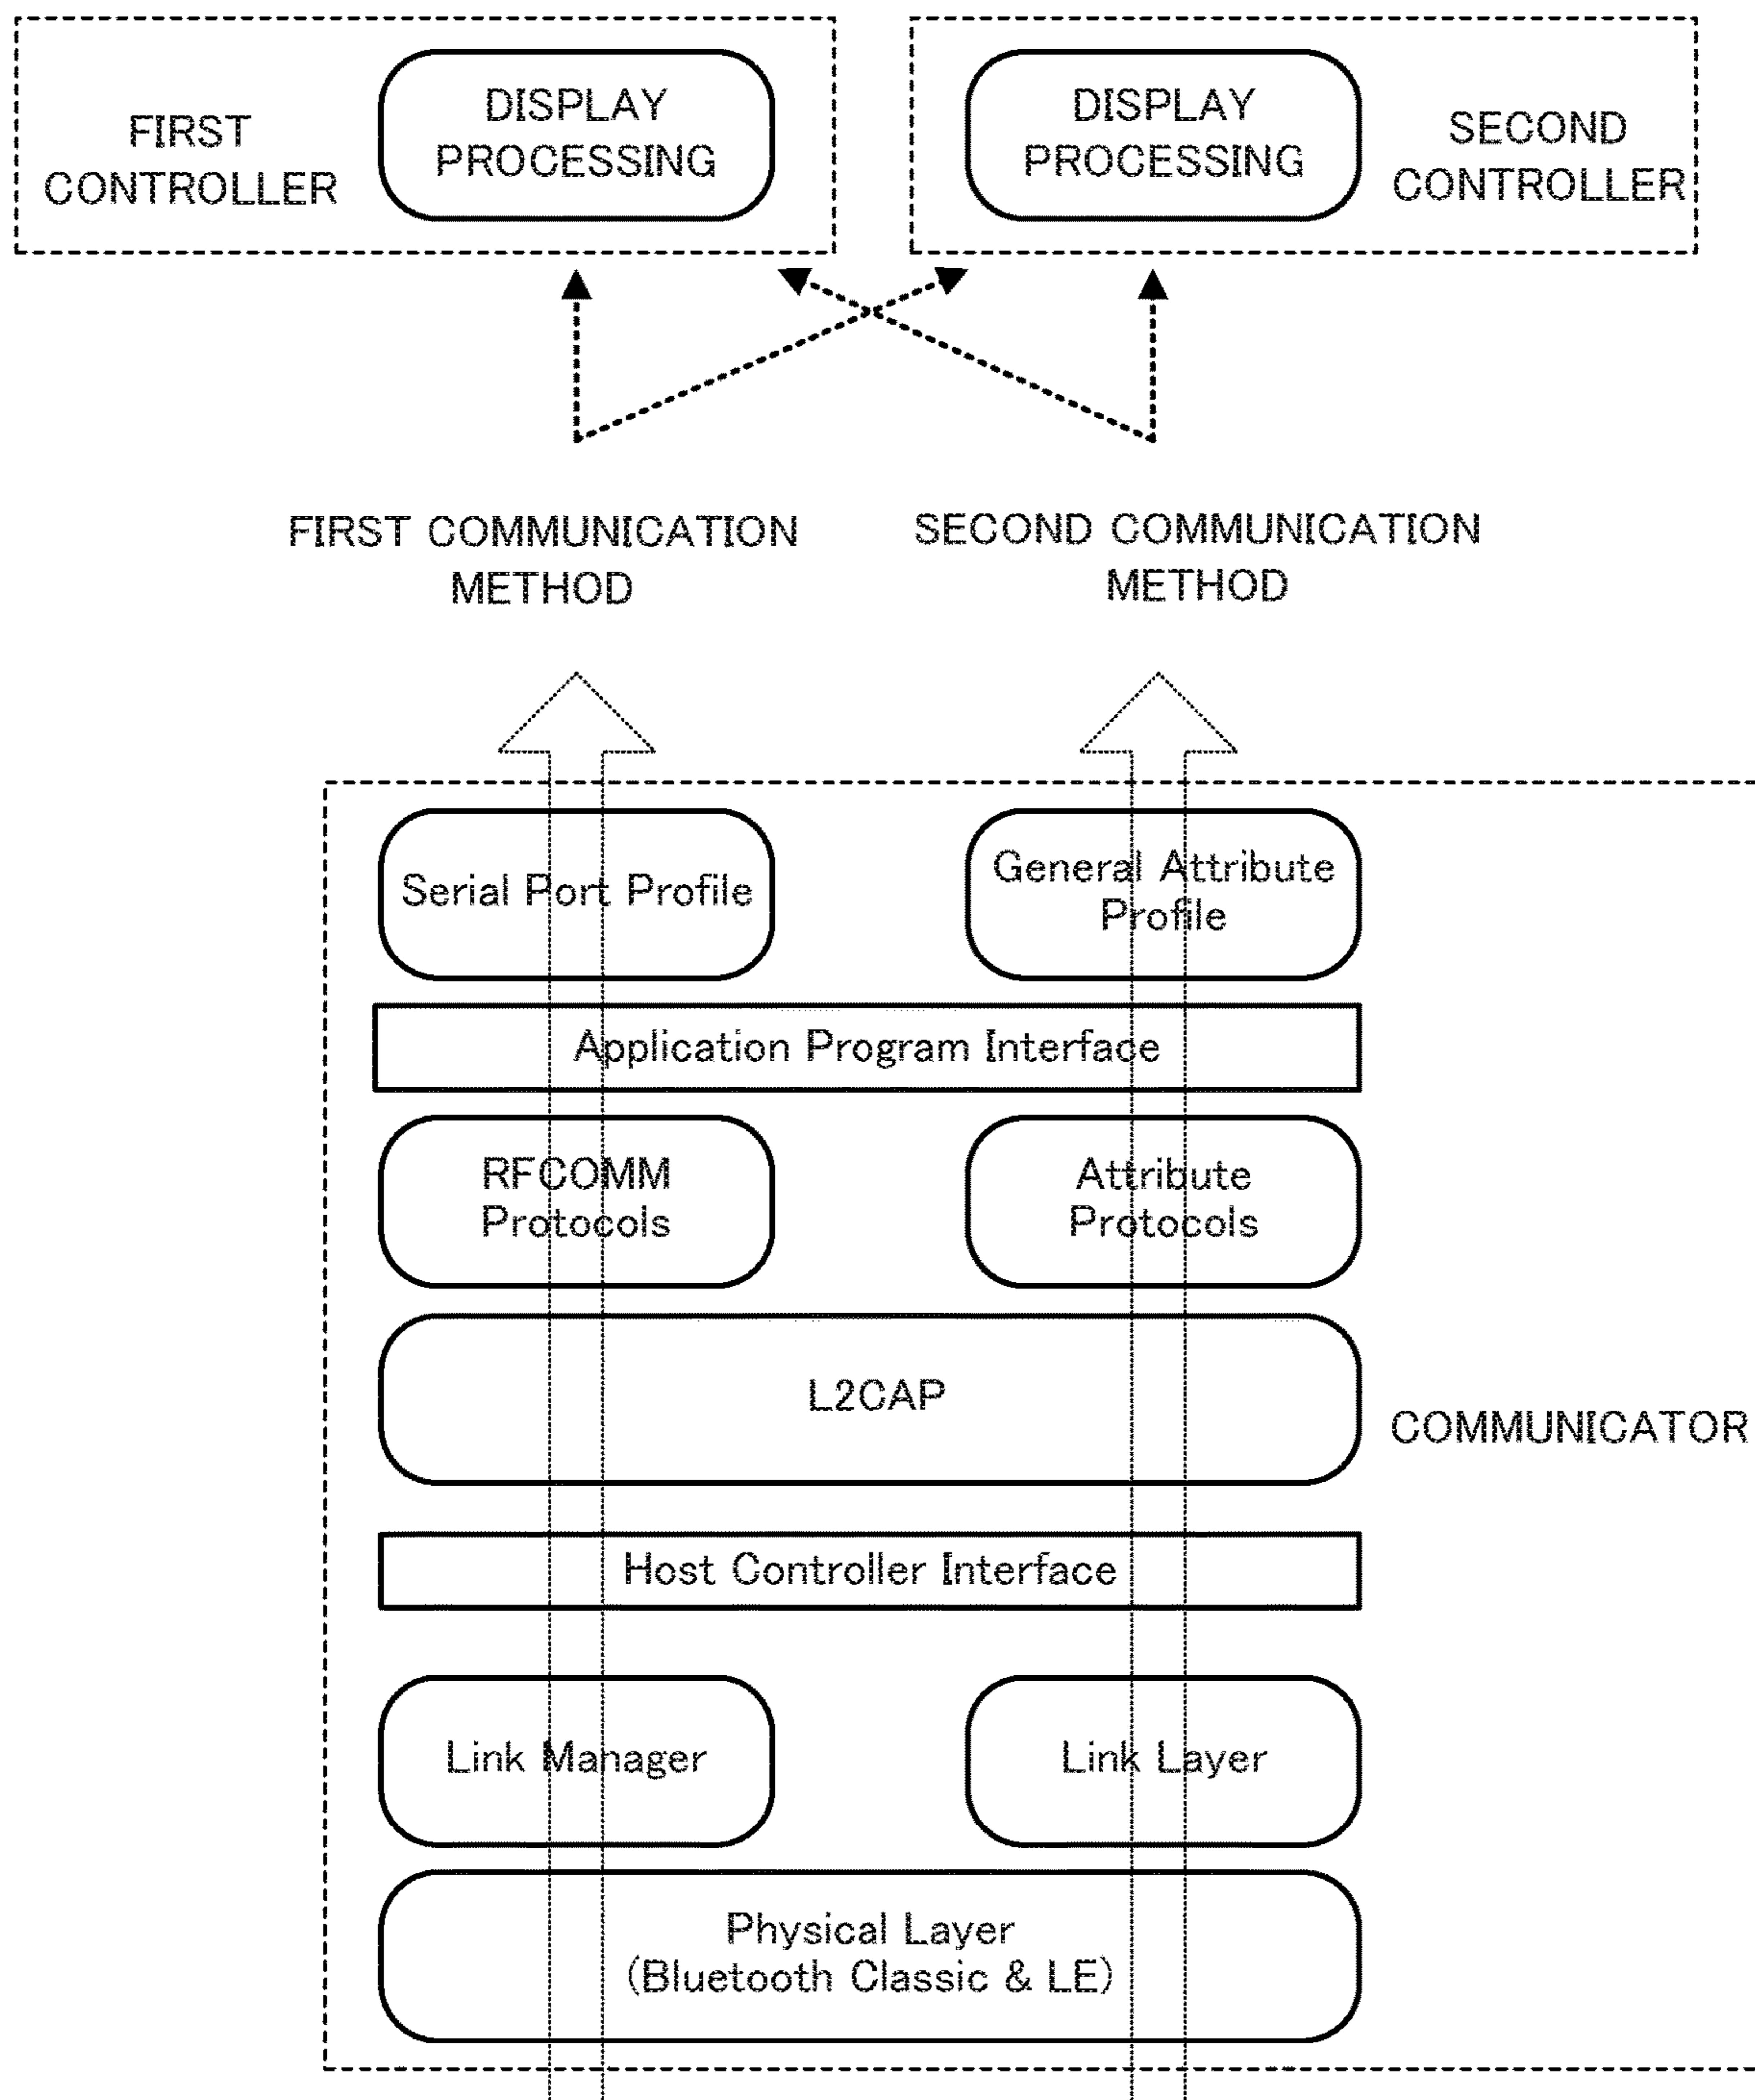 FIRST
CONTROLLER
DISPLAY
PROCESSING
DISPLAY
PROCESSING
SECOND
CONTROLLER
FIRST COMMUNICATION
METHOD
SECOND COMMUNICATION
METHOD
Serial Port Profile
General Attribute
Profile
Application Program Interface
RFCOMM
Protocols
Attribute
Protocols
L2CAP
COMMUNICATOR
Host Controller Interface
Link Manager
Link Layer
Physical Layer
(Bluetooth Classic & LE)